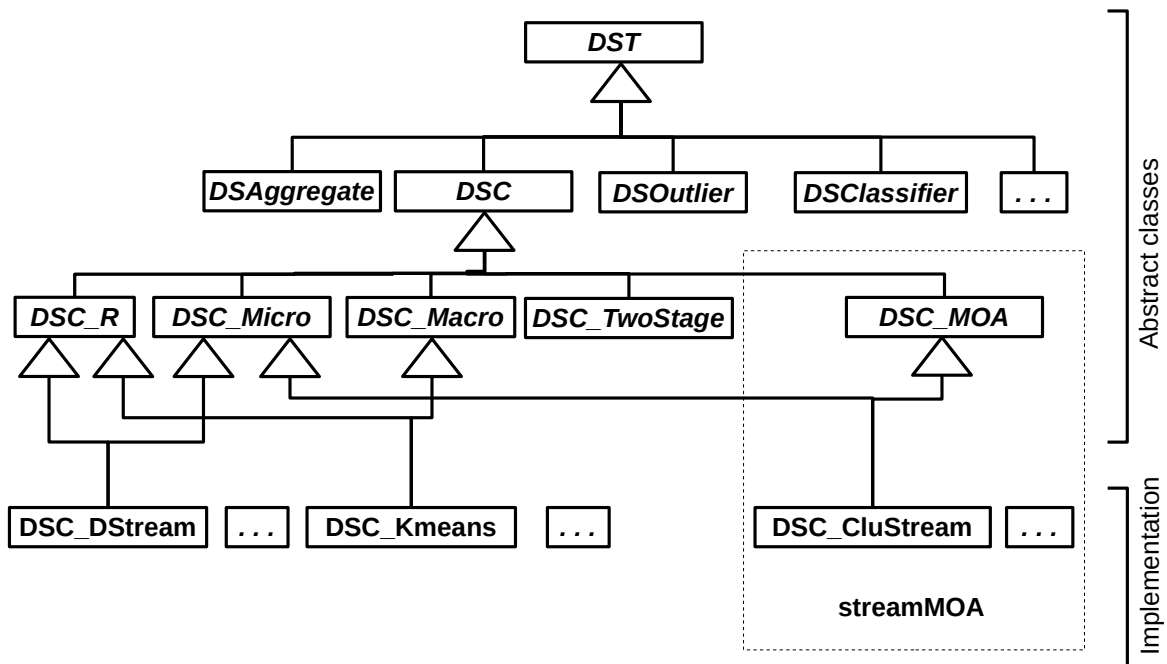 DST
DSAggregate
DSC
DSOutlier
DSClassifier
. . .
Abstract classes
DSC_R
DSC_Micro
DSC_Macro
DSC_TwoStage
DSC_MOA
DSC_DStream
. . .
DSC_Kmeans
. . .
DSC_CluStream
. . .
Implementation
streamMOA